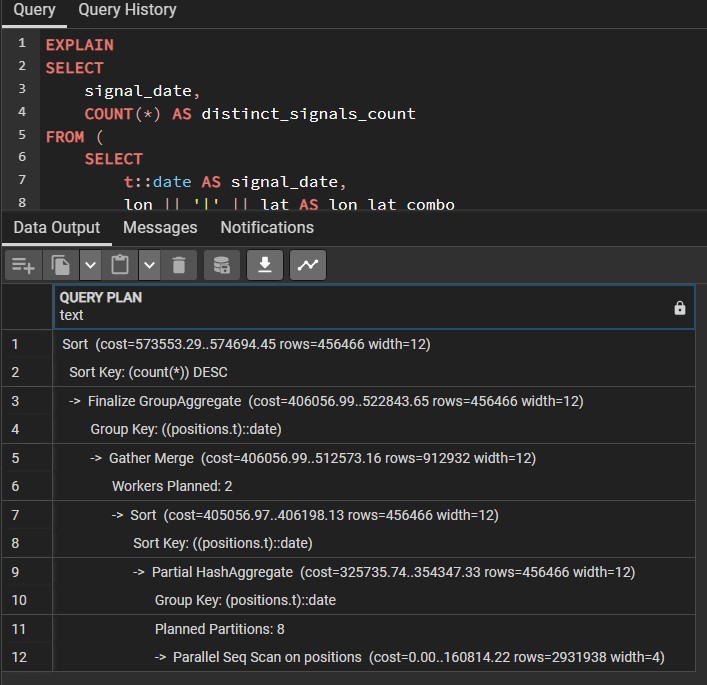 Query Query History
1 EXPLAIN
2 SELECT
3 signal_date,
4 COUNT(*) AS distinct_signals_count
5 FROM (
6 SELECT
7 t::date AS signal_date,
8 lon || '|' || lat AS lon_lat_combo
Data Output Messages Notifications
QUERY PLAN
text
1 Sort (cost=573553.29..574694.45 rows=456466 width=12)
2 Sort Key: (count(*)) DESC
3 -> Finalize GroupAggregate (cost=406056.99..522843.65 rows=456466 width=12)
4 Group Key: ((positions.t)::date)
5 -> Gather Merge (cost=406056.99..512573.16 rows=912932 width=12)
6 Workers Planned: 2
7 -> Sort (cost=405056.97..406198.13 rows=456466 width=12)
8 Sort Key: ((positions.t)::date)
9 -> Partial HashAggregate (cost=325735.74..354347.33 rows=456466 width=12)
10 Group Key: (positions.t)::date
11 Planned Partitions: 8
12 -> Parallel Seq Scan on positions (cost=0.00..160814.22 rows=2931938 width=4)